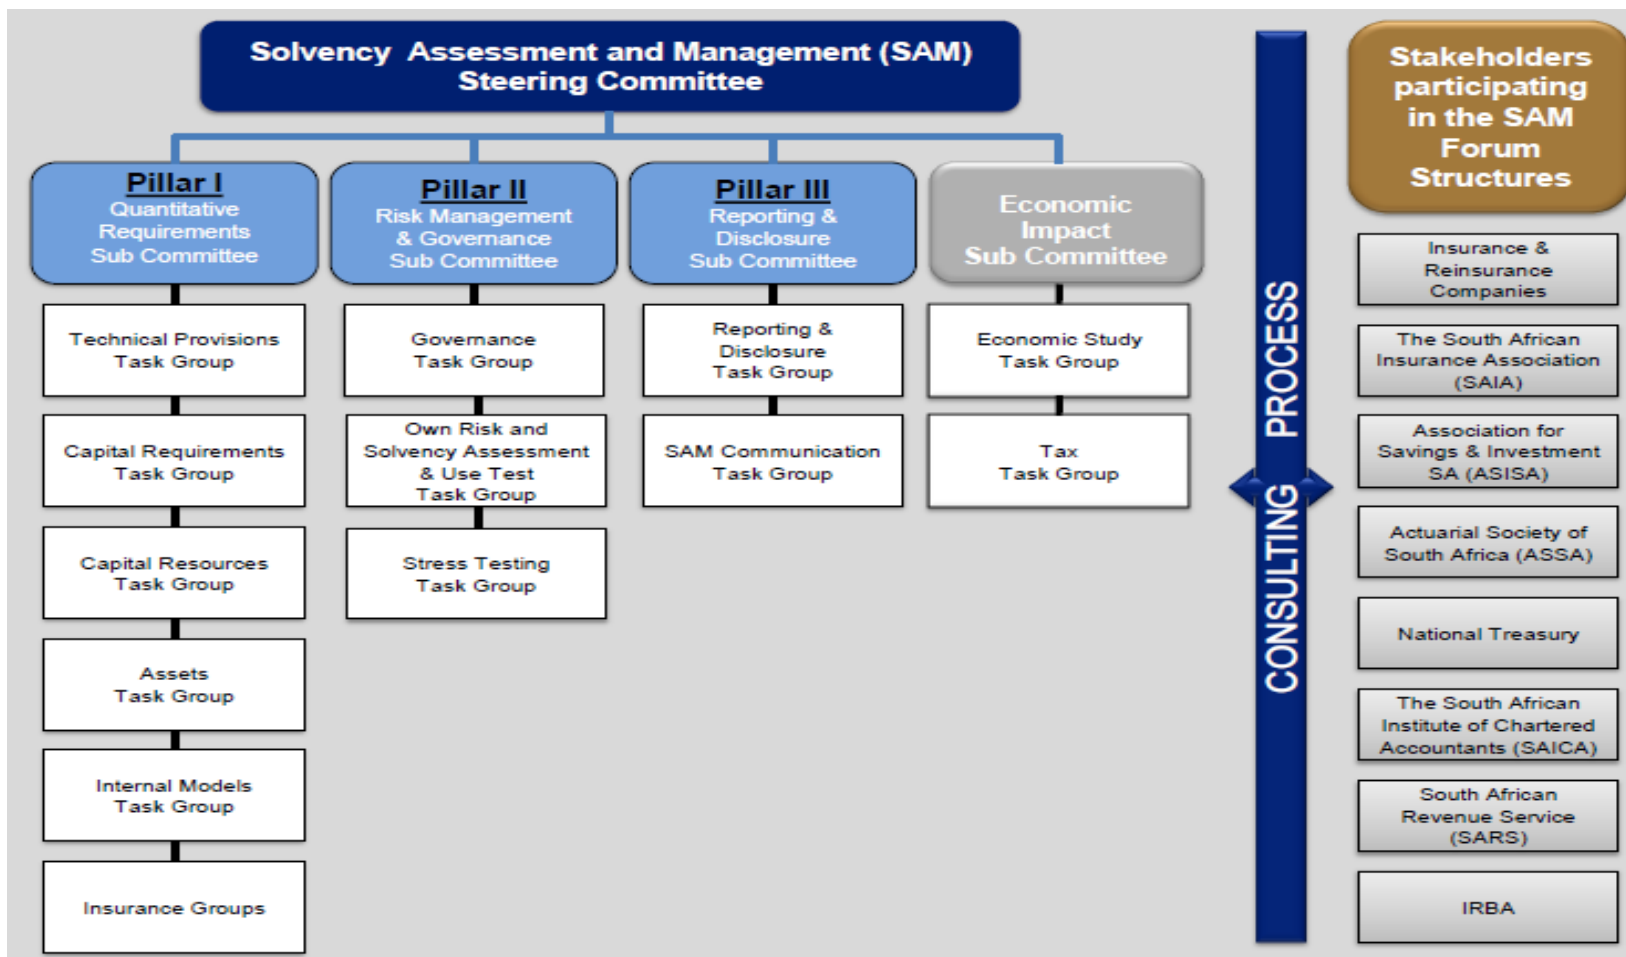 Solvency Assessment and Management (SAM)
Steering Committee
Pillar I
Quantitative
Requirements
Sub Committee
Technical Provisions
Task Group
Capital Requirements
Task Group
Capital Resources
Task Group
Assets
Task Group
Internal Models
Task Group
Insurance Groups
Pillar II
Risk Management
& Governance
Sub Committee
Governance
Task Group
Own Risk and
Solvency Assessment
& Use Test
Task Group
Stress Testing
Task Group
Pillar III
Reporting &
Disclosure
Sub Committee
Reporting &
Disclosure
Task Group
SAM Communication
Task Group
Economic
Impact
Sub Committee
Economic Study
Task Group
Tax
Task Group
CONSULTING PROCESS
Stakeholders
participating
in the SAM
Forum
Structures
Insurance &
Reinsurance
Companies
The South African
Insurance Association
(SAIA)
Association for
Savings & Investment
SA (ASISA)
Actuarial Society of
South Africa (ASSA)
National Treasury
The South African
Institute of Chartered
Accountants (SAICA)
South African
Revenue Service
(SARS)
IRBA